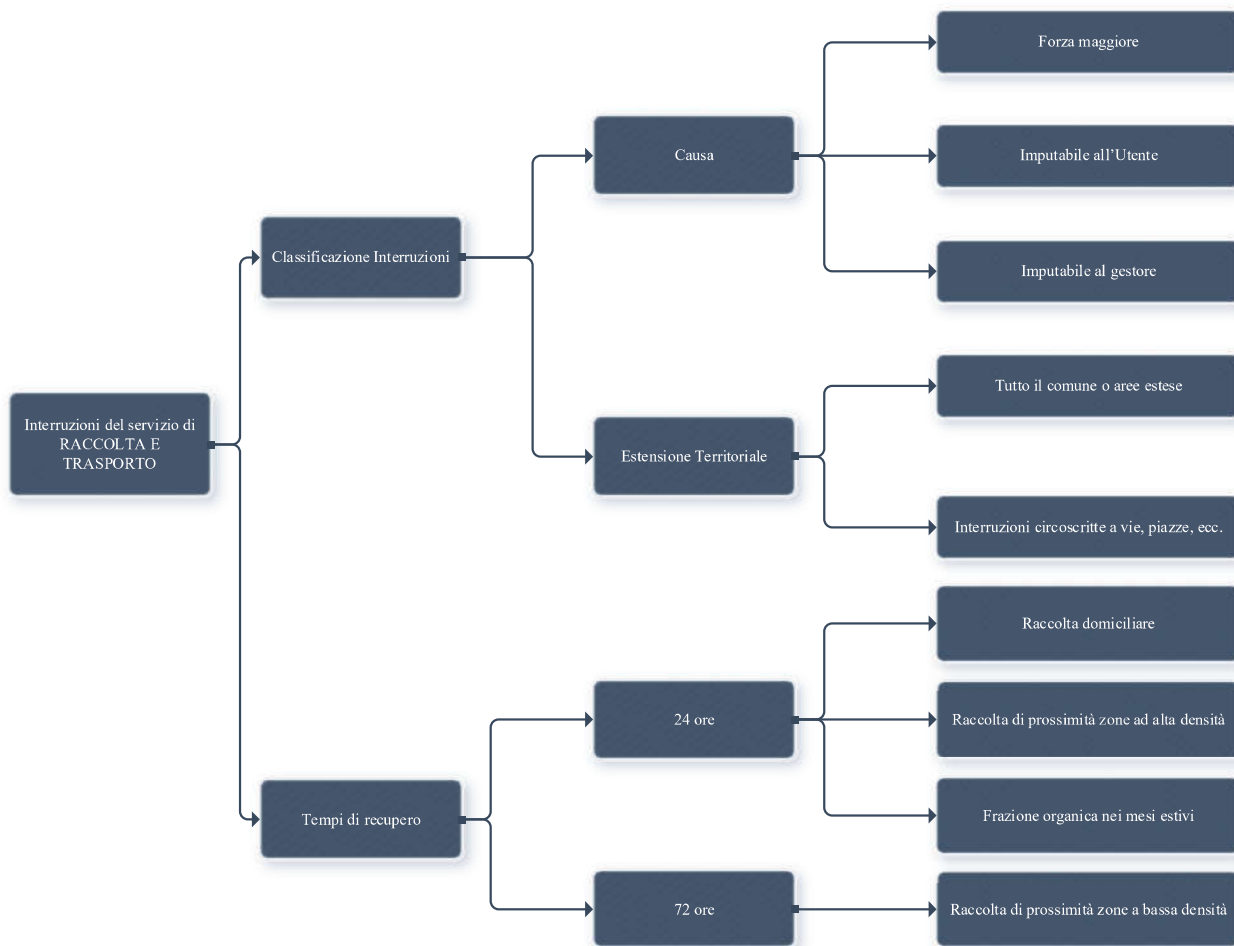 Forza maggiore
Causa
Imputabile all’Utente
Classificazione Interruzioni
Imputabile al gestore
Tutto il comune o aree estese
Interruzioni del servizio di
RACCOLTA E
TRASPORTO
Estensione Territoriale
Interruzioni circoscritte a vie, piazze, ecc.
Raccolta domiciliare
24 ore
Raccolta di prossimità zone ad alta densità
Tempi di recupero
Frazione organica nei mesi estivi
72 ore
Raccolta di prossimità zone a bassa densità